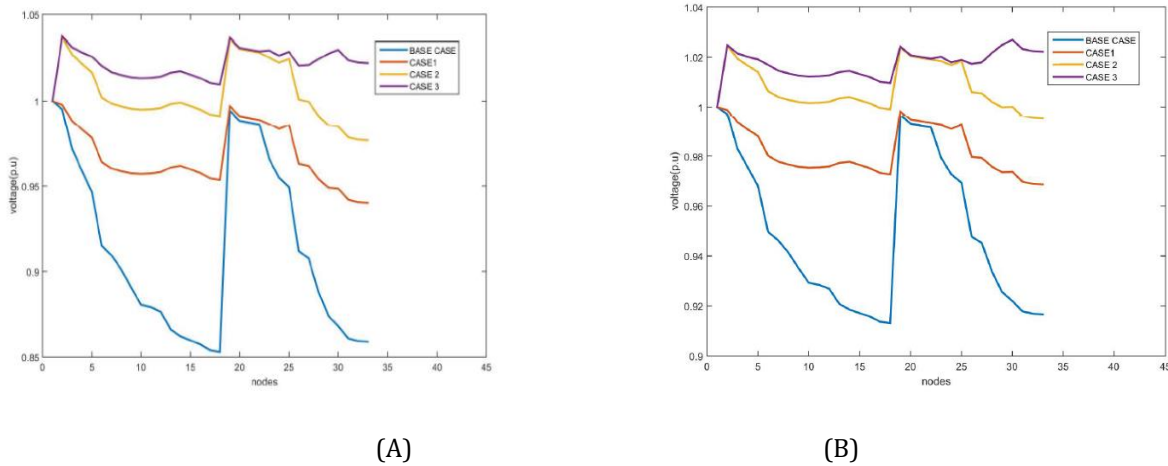 1.05
1
0.95
0.9
0.85
voltage(p.u)
0 5 10 15 20 25 30 35 40 45
nodes
BASE CASE
CASE1
CASE 2
CASE 3
(A)
1.04
1.02
1
0.98
0.96
0.94
0.92
0.9
voltage(p.u)
0 5 10 15 20 25 30 35 40 45
nodes
BASE CASE
CASE1
CASE 2
CASE 3
(B)